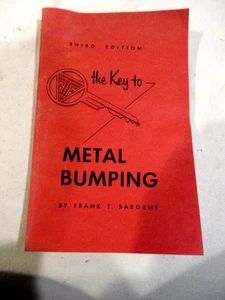 THIRD EDITION
the Key to
METAL
BUMPING
BY FRANK T. SARGENT